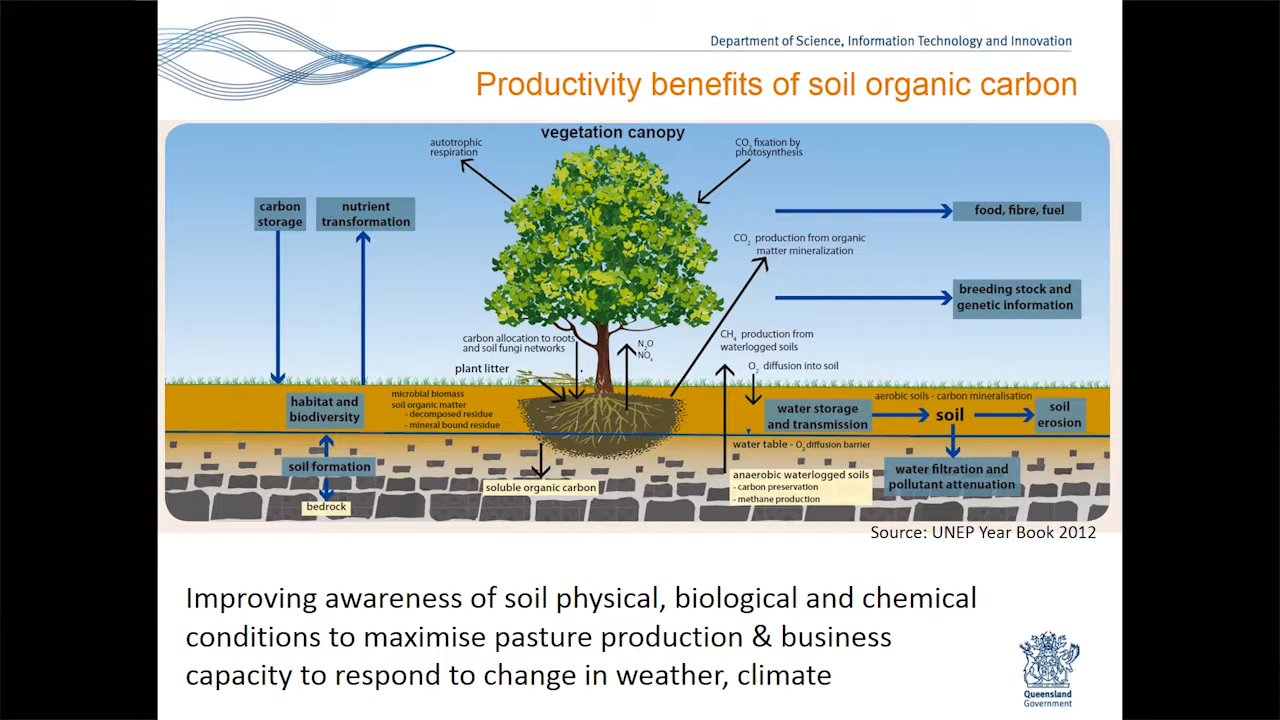 Department of Science, Information Technology and Innovation
Productivity benefits of soil organic carbon
vegetation canopy
autotrophic
respiration
CO2 fixation by
photosynthesis
carbon
storage
nutrient
transformation
food, fibre, fuel
CO2 production from organic
matter mineralization
breeding stock and
genetic information
carbon allocation to roots
and soil fungi networks
N2O
NOx
CH4 production from
waterlogged soils
plant litter
O2 diffusion into soil
habitat and
biodiversity
microbial biomass
soil organic matter
- decomposed residue
- mineral bound residue
aerobic soils - carbon mineralisation
water storage
and transmission
soil
soil
erosion
water table - O2 diffusion barrier
soil formation
bedrock
soluble organic carbon
anaerobic waterlogged soils
- carbon preservation
- methane production
water filtration and
pollutant attenuation
Source: UNEP Year Book 2012
Improving awareness of soil physical, biological and chemical
conditions to maximise pasture production & business
capacity to respond to change in weather, climate
Queensland
Government